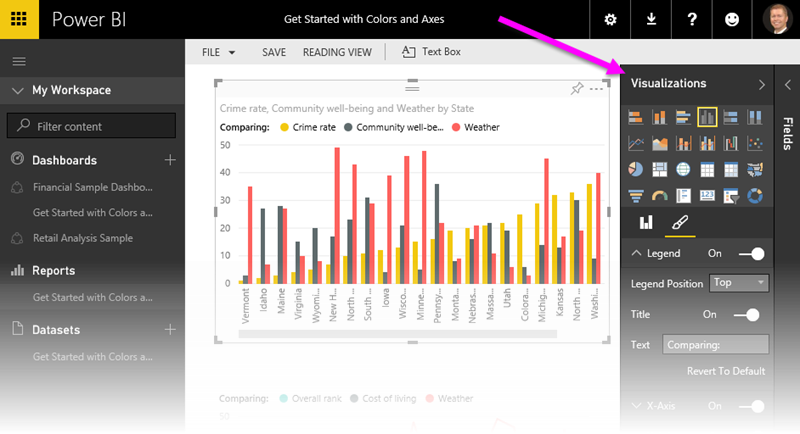 Power BI
Get Started with Colors and Axes
?
FILE
SAVE
READING VIEW
Text Box
My Workspace
Filter content
Dashboards
Financial Sample Dashbo...
Get Started with Colors a...
Retail Analysis Sample
Reports
Get Started with Colors a...
Datasets
Get Started with Colors a...
Crime rate, Community well-being and Weather by State
Comparing: Crime rate Community well-be... Weather
50
40
30
20
10
0
Vermont
Idaho
Maine
Virginia
Wyomi...
New H...
North ...
South ...
Iowa
Wisco...
Minne...
Pennsy...
Monta...
Nebras...
Massa...
Utah
Colora...
Michig...
Kansas
North ...
Washi...
Comparing: Overall rank Cost of living Weather
50
Visualizations
Fields
123
Legend On
Legend Position Top
Title On
Text Comparing:
Revert To Default
X-Axis On